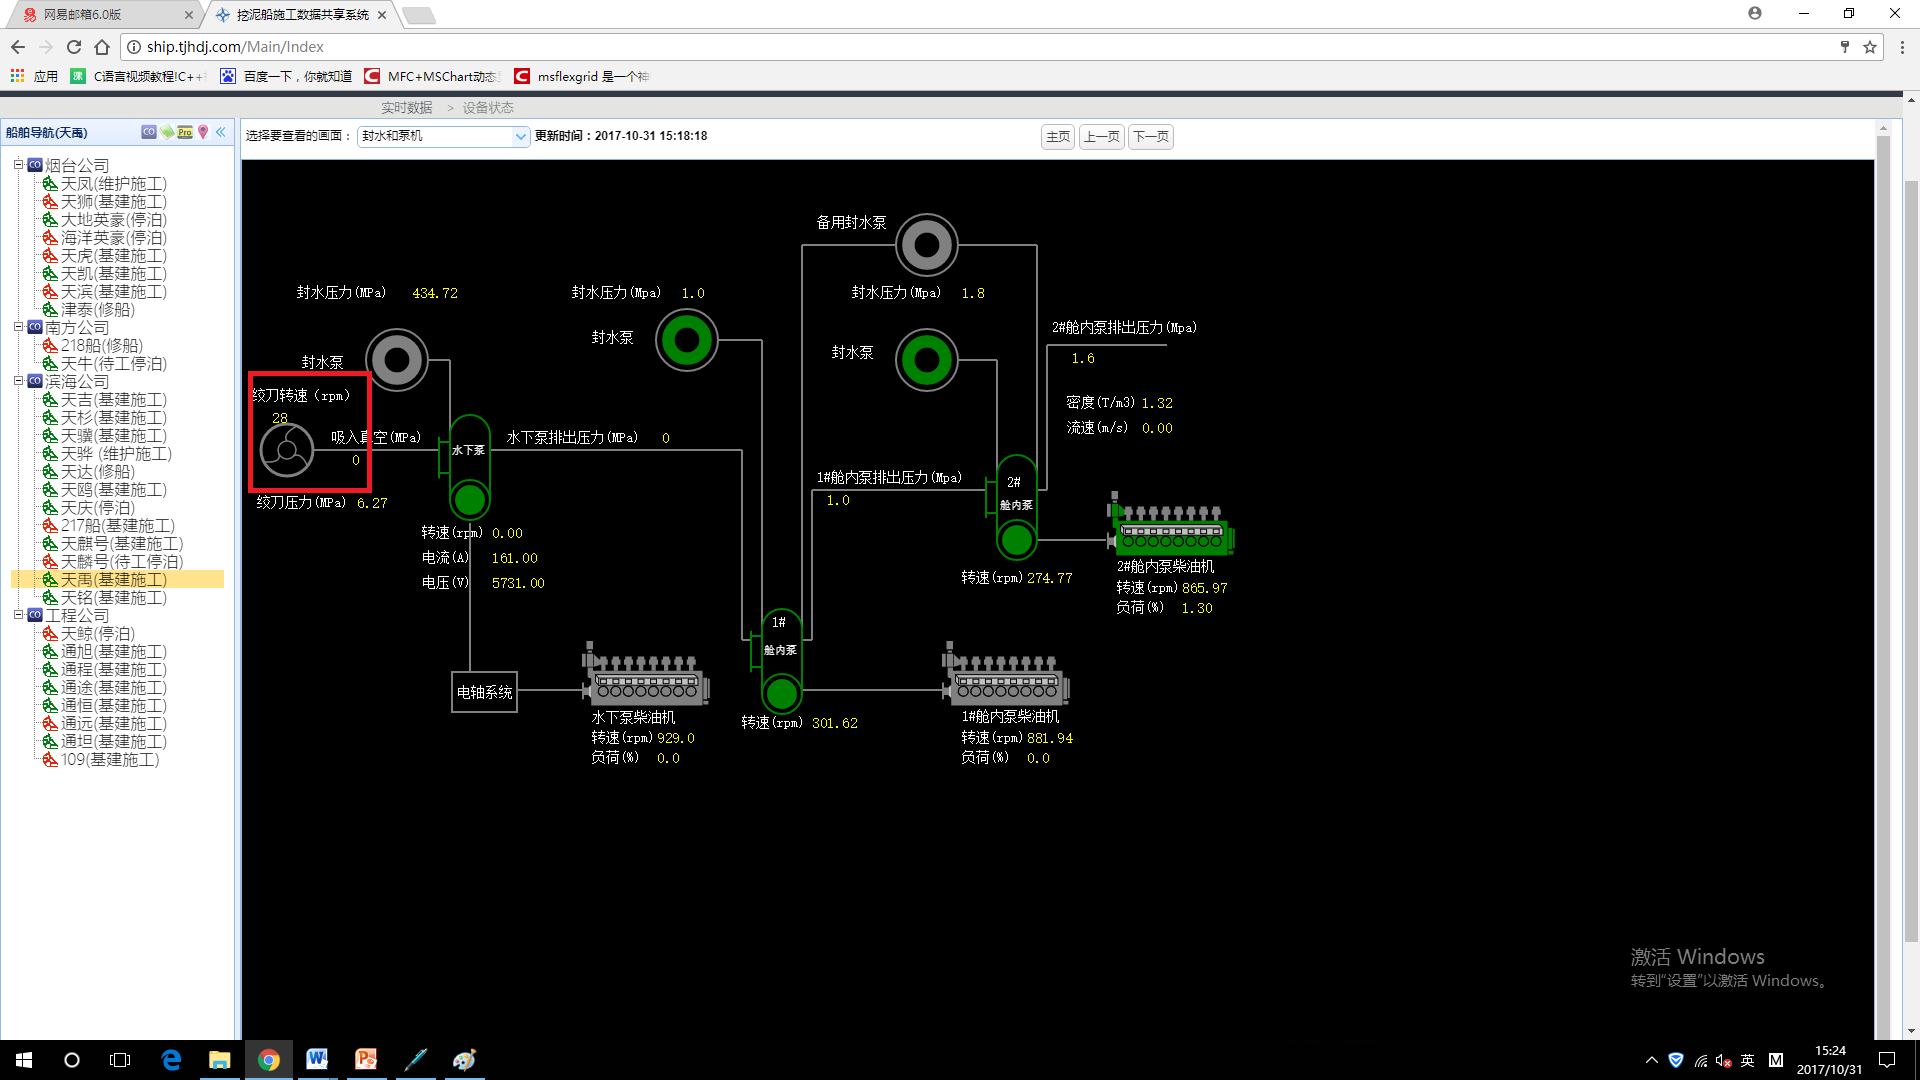 网易邮箱6.0版
挖泥船施工数据共享系统
ship.tjhdj.com/Main/Index
应用
C语言视频教程!C++
百度一下，你就知道
MFC+MSChart动态
msflexgrid 是一个神
实时数据 > 设备状态
船舶导航(天禹)
CO
Pro
选择要查看的画面：
封水和泵机
更新时间：2017-10-31 15:18:18
主页
上一页
下一页
烟台公司
天凤(维护施工)
天狮(基建施工)
大地英豪(停泊)
海洋英豪(停泊)
天虎(基建施工)
天凯(基建施工)
天滨(基建施工)
津泰(修船)
南方公司
218船(修船)
天牛(待工停泊)
滨海公司
天吉(基建施工)
天杉(基建施工)
天骥(基建施工)
天骅 (维护施工)
天达(修船)
天鸥(基建施工)
天庆(停泊)
217船(基建施工)
天麒号(基建施工)
天麟号(待工停泊)
天禹(基建施工)
天铭(基建施工)
工程公司
天鲸(停泊)
通旭(基建施工)
通程(基建施工)
通途(基建施工)
通恒(基建施工)
通远(基建施工)
通坦(基建施工)
109(基建施工)
备用封水泵
封水压力(MPa) 434.72
封水压力(Mpa) 1.0
封水压力(Mpa) 1.8
封水泵
封水泵
封水泵
2#舱内泵排出压力(Mpa)
1.6
绞刀转速（rpm）
28
密度(T/m3) 1.32
流速(m/s) 0.00
吸入真空(MPa)
0
水下泵
水下泵排出压力(MPa) 0
1#舱内泵排出压力(Mpa)
1.0
2#
舱内泵
绞刀压力(MPa) 6.27
转速(rpm) 0.00
电流(A) 161.00
电压(V) 5731.00
转速(rpm) 274.77
2#舱内泵柴油机
转速(rpm) 865.97
负荷(%) 1.30
1#
舱内泵
电轴系统
水下泵柴油机
转速(rpm) 929.0
负荷(%) 0.0
转速(rpm) 301.62
1#舱内泵柴油机
转速(rpm) 881.94
负荷(%) 0.0
激活 Windows
转到“设置”以激活 Windows。
英
M
15:24
2017/10/31